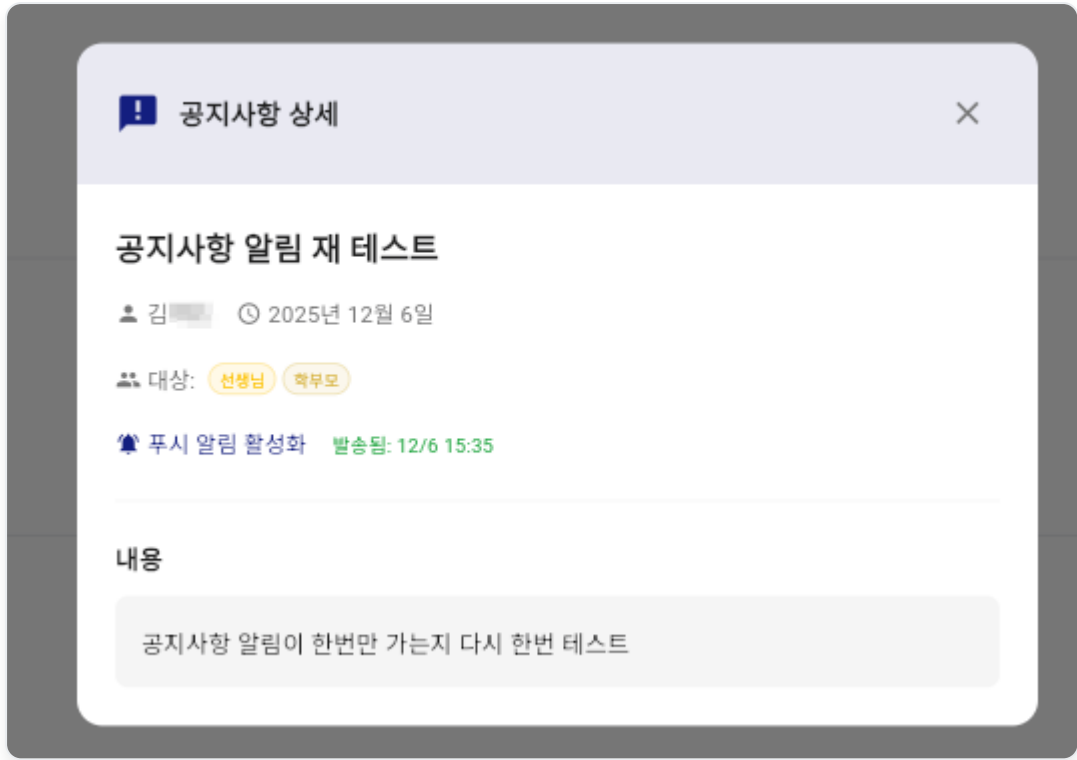 공지사항 상세
공지사항 알림 재 테스트
김 2025년 12월 6일
대상: 선생님 학부모
푸시 알림 활성화 발송됨: 12/6 15:35
내용
공지사항 알림이 한번만 가는지 다시 한번 테스트